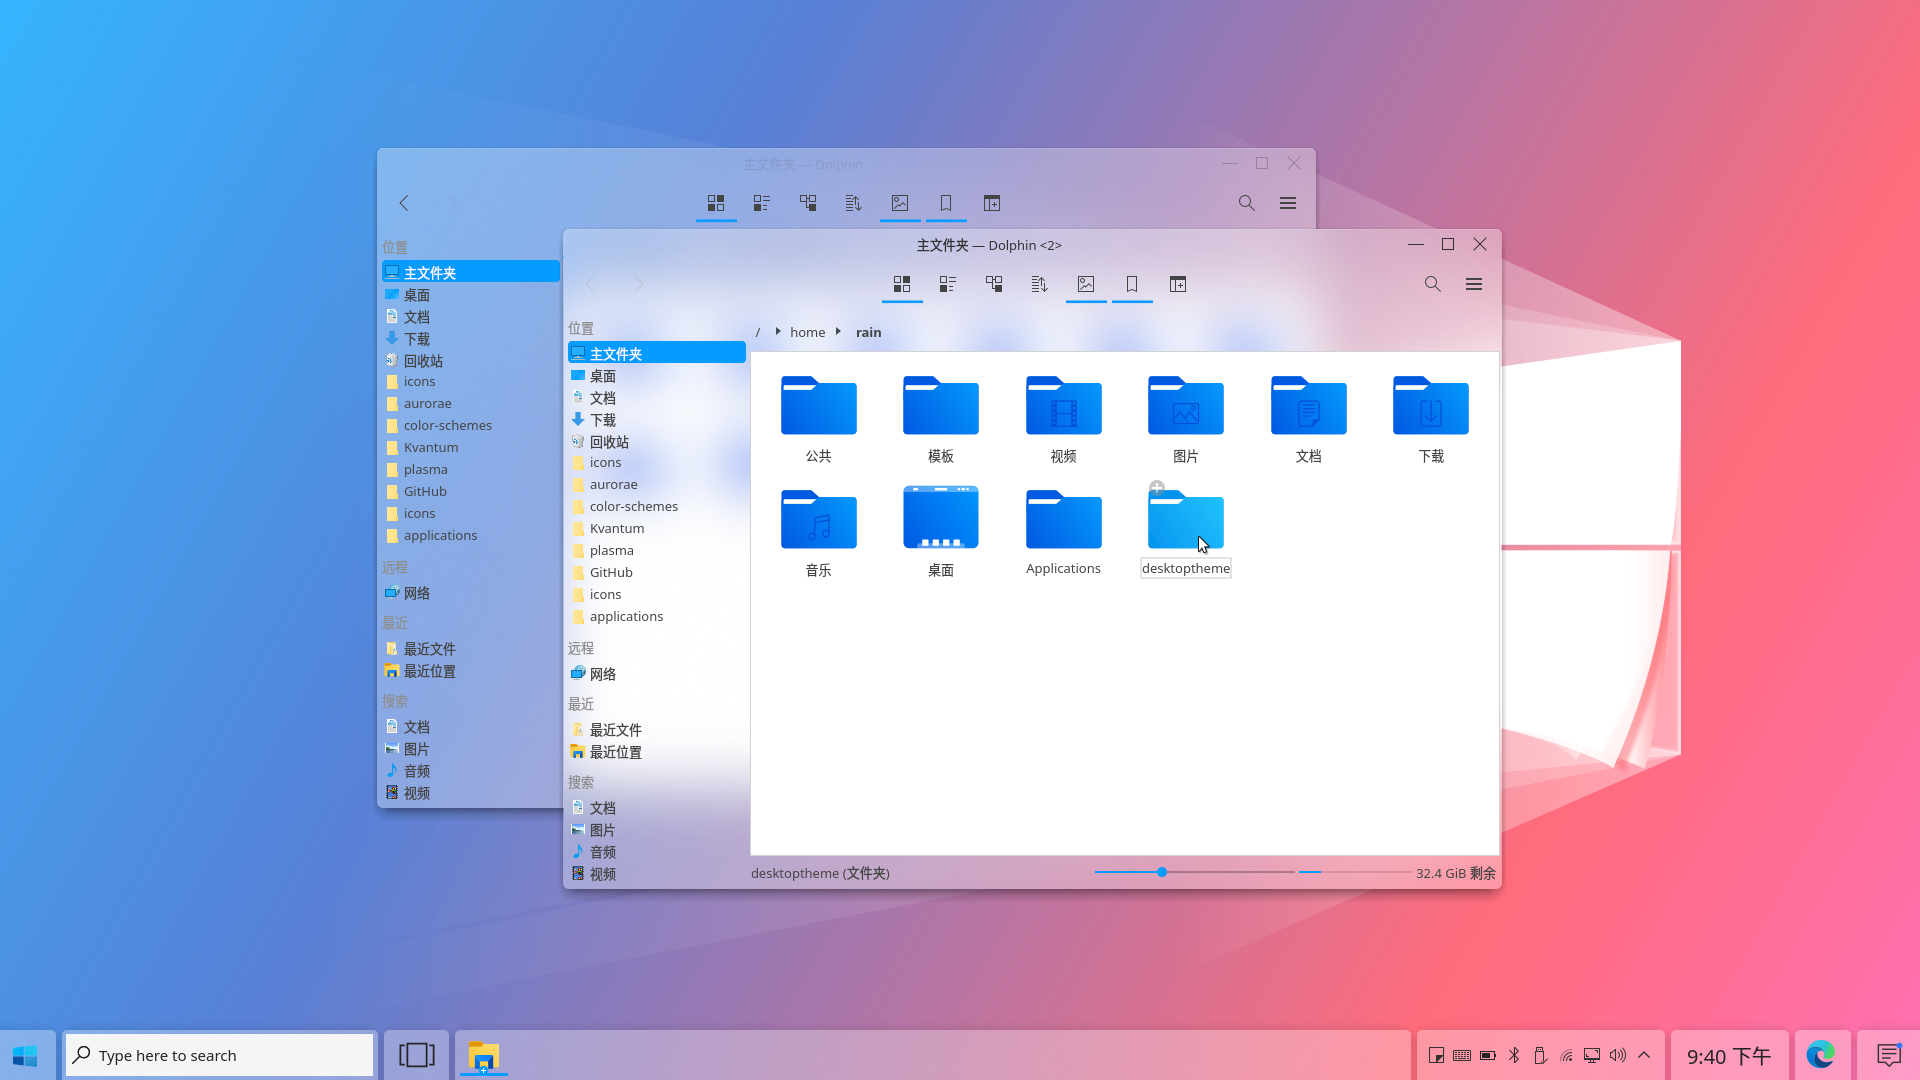 主文件夹 — Dolphin
位置
主文件夹
桌面
文档
下载
回收站
icons
aurorae
color-schemes
Kvantum
plasma
GitHub
icons
applications
远程
网络
最近
最近文件
最近位置
搜索
文档
图片
音频
视频
主文件夹 — Dolphin <2>
/ home rain
位置
主文件夹
桌面
文档
下载
回收站
icons
aurorae
color-schemes
Kvantum
plasma
GitHub
icons
applications
远程
网络
最近
最近文件
最近位置
搜索
文档
图片
音频
视频
公共 模板 视频 图片 文档 下载
音乐 桌面 Applications desktoptheme
desktoptheme (文件夹) 32.4 GiB 剩余
Type here to search 9:40 下午